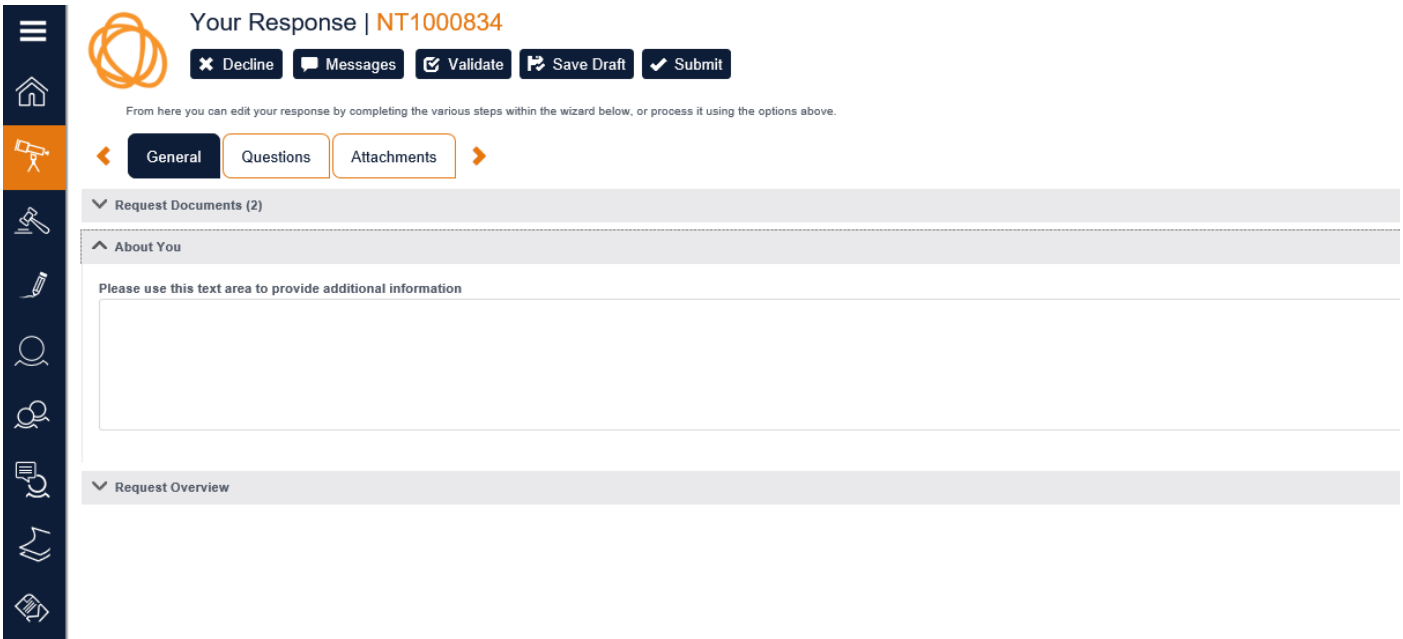 Your Response | NT1000834
Decline Messages Validate Save Draft Submit
From here you can edit your response by completing the various steps within the wizard below, or process it using the options above.
General Questions Attachments
Request Documents (2)
About You
Please use this text area to provide additional information
Request Overview